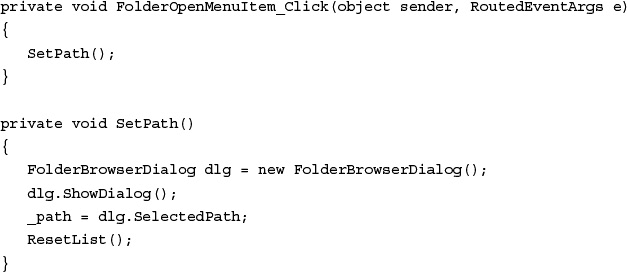 private void FolderOpenMenuItem_Click(object sender, RoutedEventArgs e)
{
   SetPath();
}

private void SetPath()
{
   FolderBrowserDialog dlg = new FolderBrowserDialog();
   dlg.ShowDialog();
   _path = dlg.SelectedPath;
   ResetList();
}